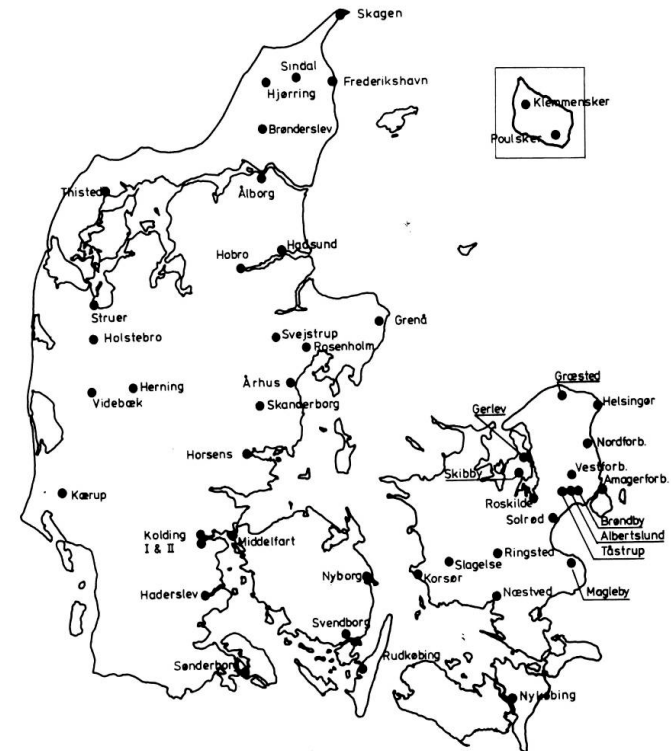 Skagen
Sindal
Hjørring
Frederikshavn
Brønderslev
Klemmensker
Poulsker
Thisted
Ålborg
Hadsund
Hobro
Struer
Grenå
Holstebro
Svejstrup
Rosenholm
Herning
Århus
Videbæk
Skanderborg
Græsted
Helsingør
Gerlev
Nordforb.
Horsens
Skibby
Vestforb.
Amagerforb.
Kærup
Roskilde
Solrød
Brøndby
Albertslund
Tåstrup
Kolding
I & II
Middelfart
Ringsted
Slagelse
Korsør
Nyborg
Magleby
Haderslev
Næstved
Svendborg
Sønderborg
Rudkøbing
Nykøbing